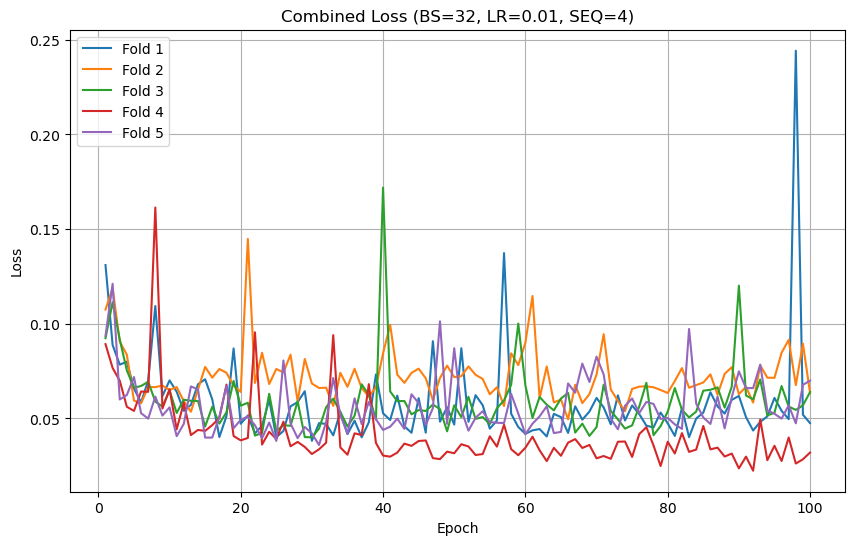 Combined Loss (BS=32, LR=0.01, SEQ=4)
Fold 1
Fold 2
Fold 3
Fold 4
Fold 5
Loss
0.25
0.20
0.15
0.10
0.05
0
20
40
60
80
100
Epoch